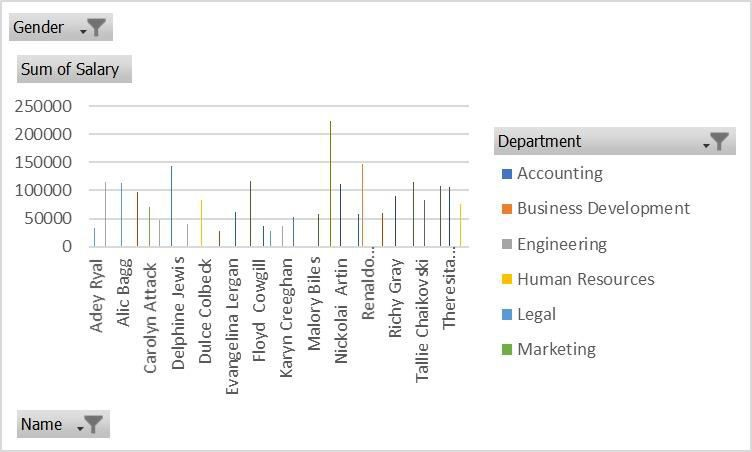 Gender
Sum of Salary
250000
200000
150000
100000
50000
0
Adey Ryal
Alic Bagg
Carolyn Attack
Delphine Jewis
Dulce Colbeck
Evangelina Lergan
Floyd Cowgill
Karyn Creeghan
Malory Biles
Nickolai Artin
Renaldo...
Richy Gray
Tallie Chaikovski
Theresita...
Department
Accounting
Business Development
Engineering
Human Resources
Legal
Marketing
Name